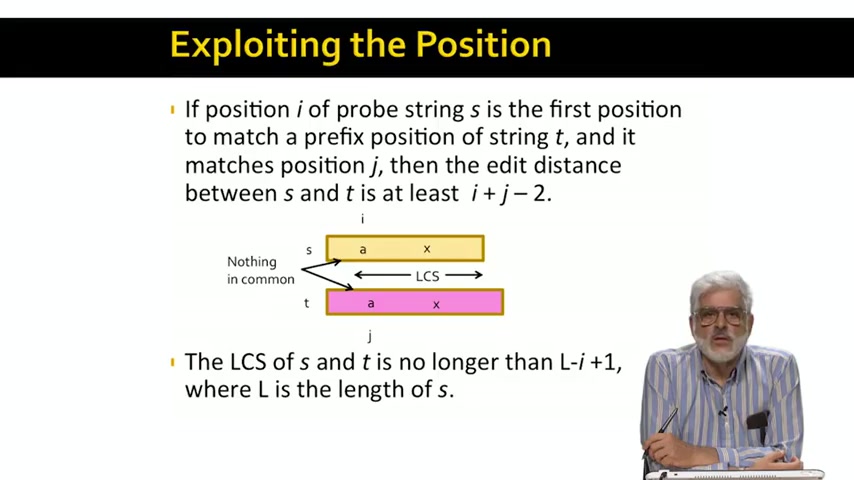 Exploiting the Position
If position i of probe string s is the first position
to match a prefix position of string t, and it
matches position j, then the edit distance
between s and t is at least i + j – 2.
i
s a x
Nothing
in common
LCS
t a x
j
The LCS of s and t is no longer than L-i +1,
where L is the length of s.